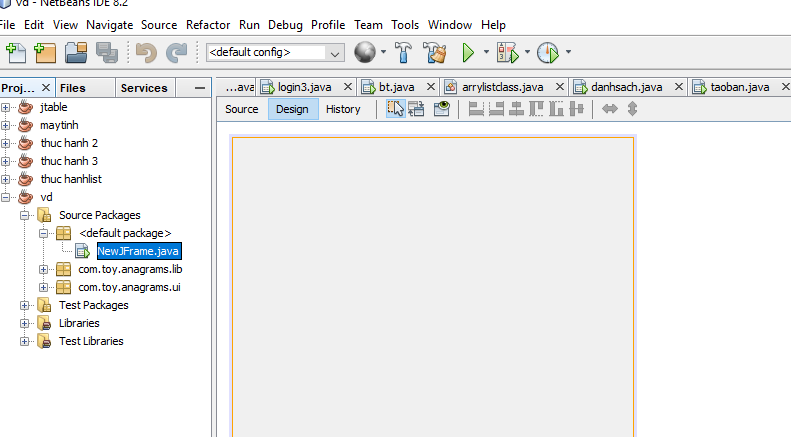 vd - NetBeans IDE 8.2
File Edit View Navigate Source Refactor Run Debug Profile Team Tools Window Help
<default config>
Proj... Files Services
...ava login3.java bt.java arrylistclass.java danhsach.java taoban.java
Source Design History
jtable
maytinh
thuc hanh 2
thuc hanh 3
thuc hanhlist
vd
Source Packages
<default package>
NewJFrame.java
com.toy.anagrams.lib
com.toy.anagrams.ui
Test Packages
Libraries
Test Libraries